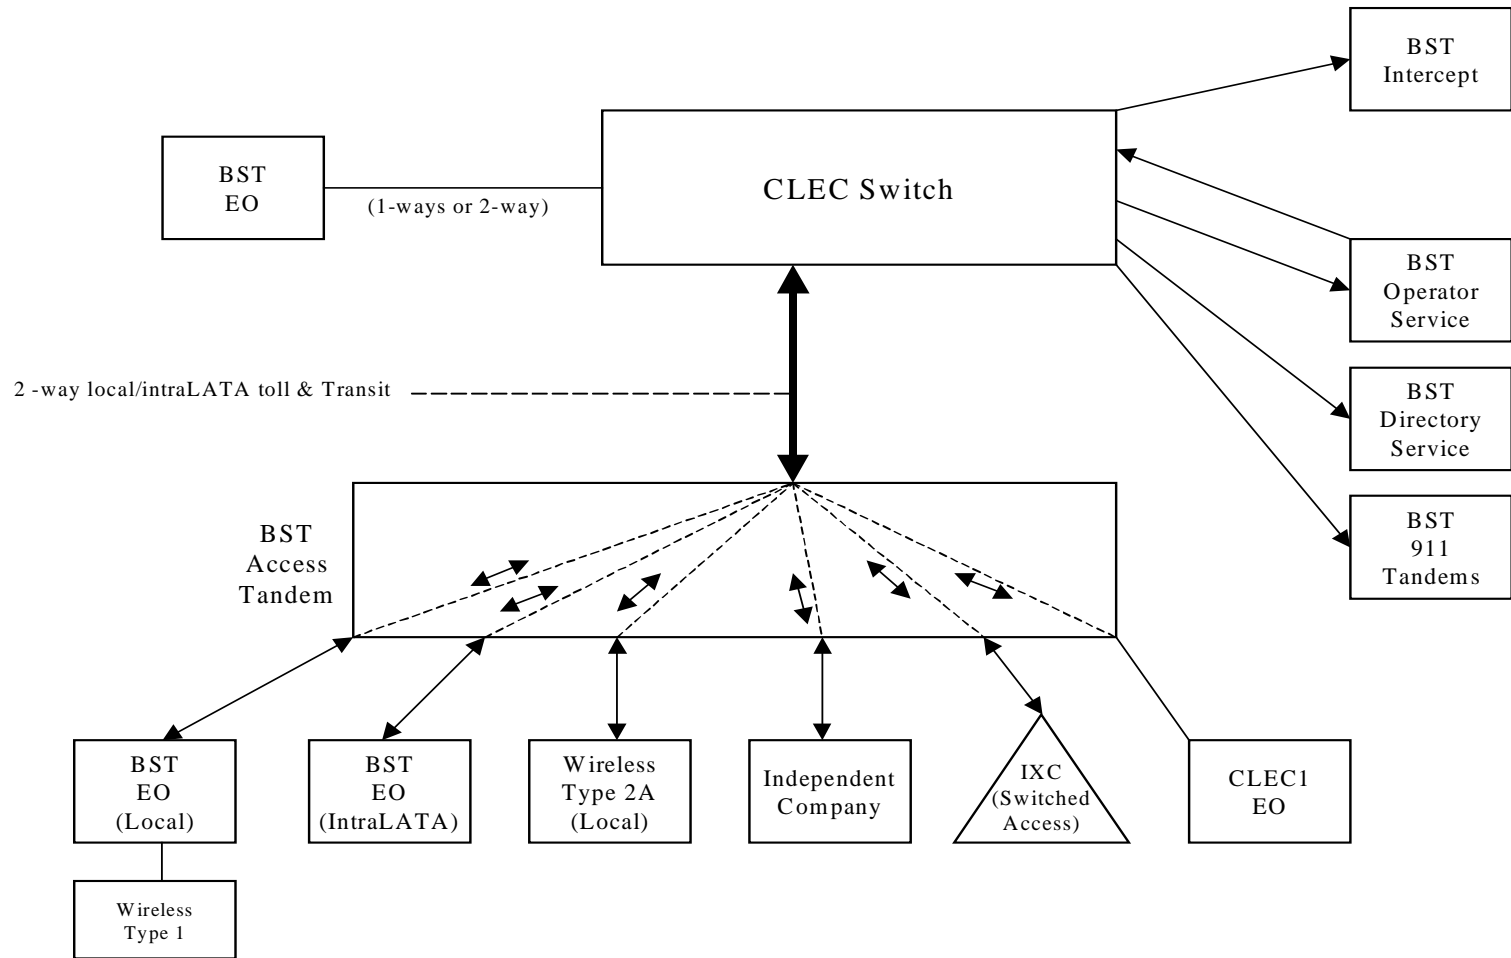 BST
Intercept
BST
EO
(1-ways or 2-way)
CLEC Switch
BST
Operator
Service
2 -way local/intraLATA toll & Transit
BST
Directory
Service
BST
911
Tandems
BST
Access
Tandem
BST
EO
(Local)
BST
EO
(IntraLATA)
Wireless
Type 2A
(Local)
Independent
Company
IXC
(Switched
Access)
CLEC1
EO
Wireless
Type 1